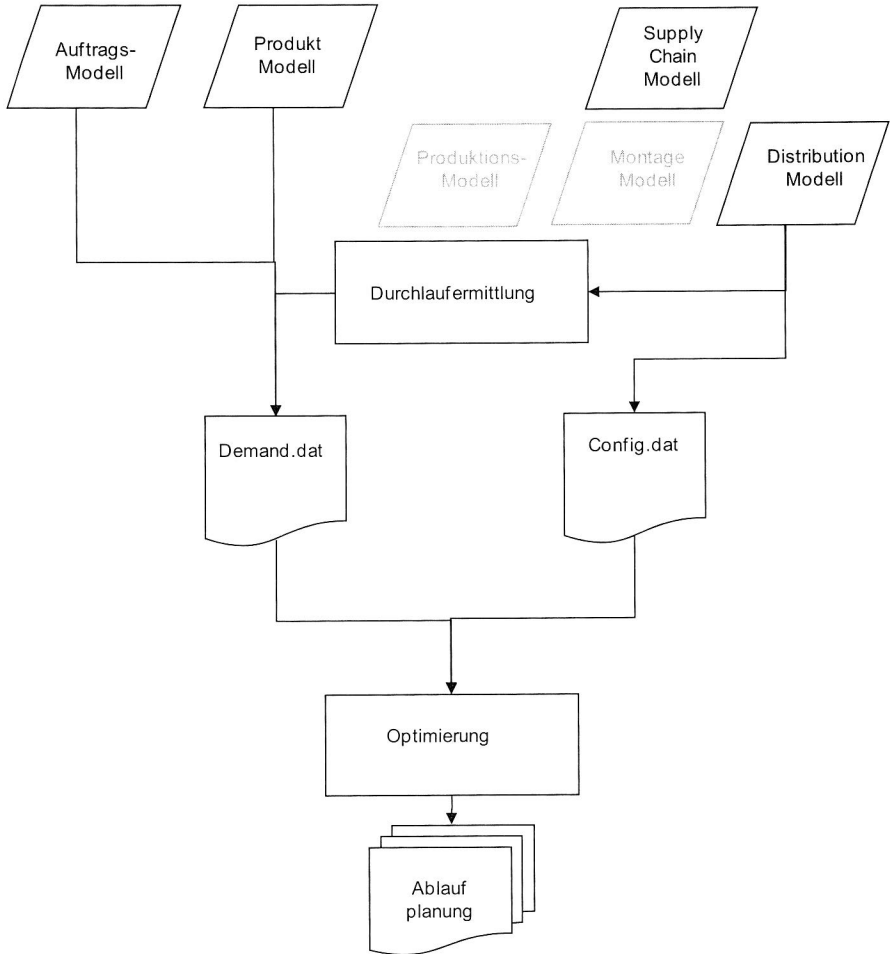 Auftrags-
Modell
Produkt
Modell
Supply
Chain
Modell
Produktions-
Modell
Montage
Modell
Distribution
Modell
Durchlaufermittlung
Demand.dat
Config.dat
Optimierung
Ablauf
planung